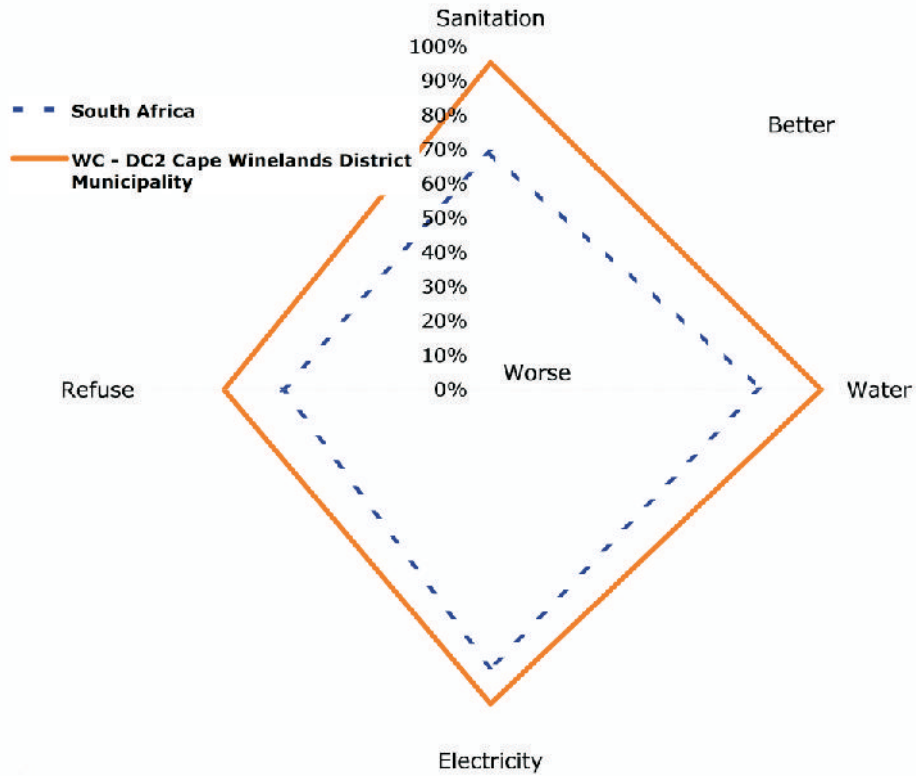 Sanitation
100%
90%
80%
70%
60%
50%
40%
30%
20%
10%
0%
South Africa
WC - DC2 Cape Winelands District
Municipality
Better
Worse
Refuse
Water
Electricity